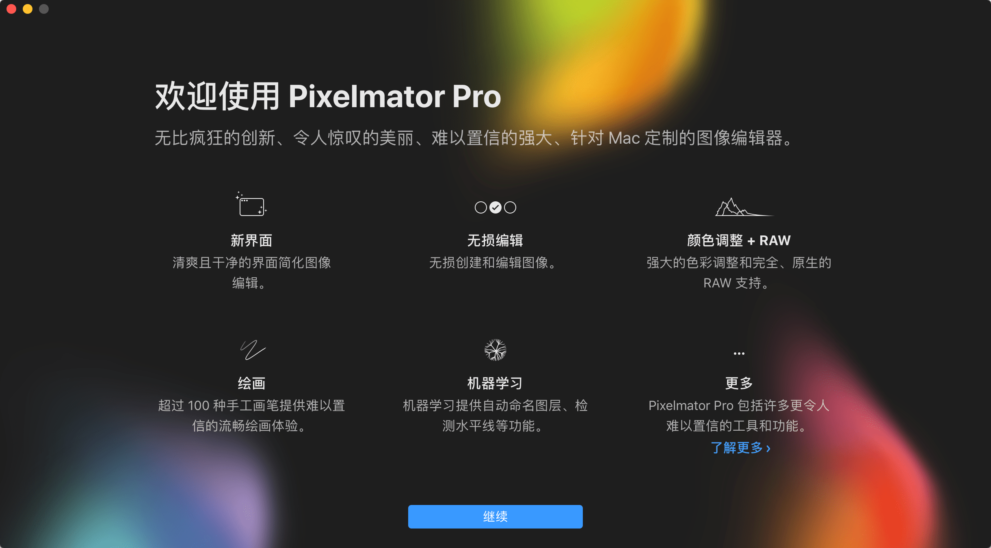 欢迎使用 Pixelmator Pro
无比疯狂的创新、令人惊叹的美丽、难以置信的强大、针对 Mac 定制的图像编辑器。
新界面
清爽且干净的界面简化图像
编辑。
无损编辑
无损创建和编辑图像。
颜色调整 + RAW
强大的色彩调整和完全、原生的
RAW 支持。
绘画
超过 100 种手工画笔提供难以置
信的流畅绘画体验。
机器学习
机器学习提供自动命名图层、检
测水平线等功能。
更多
Pixelmator Pro 包括许多更令人
难以置信的工具和功能。
了解更多 ›
继续